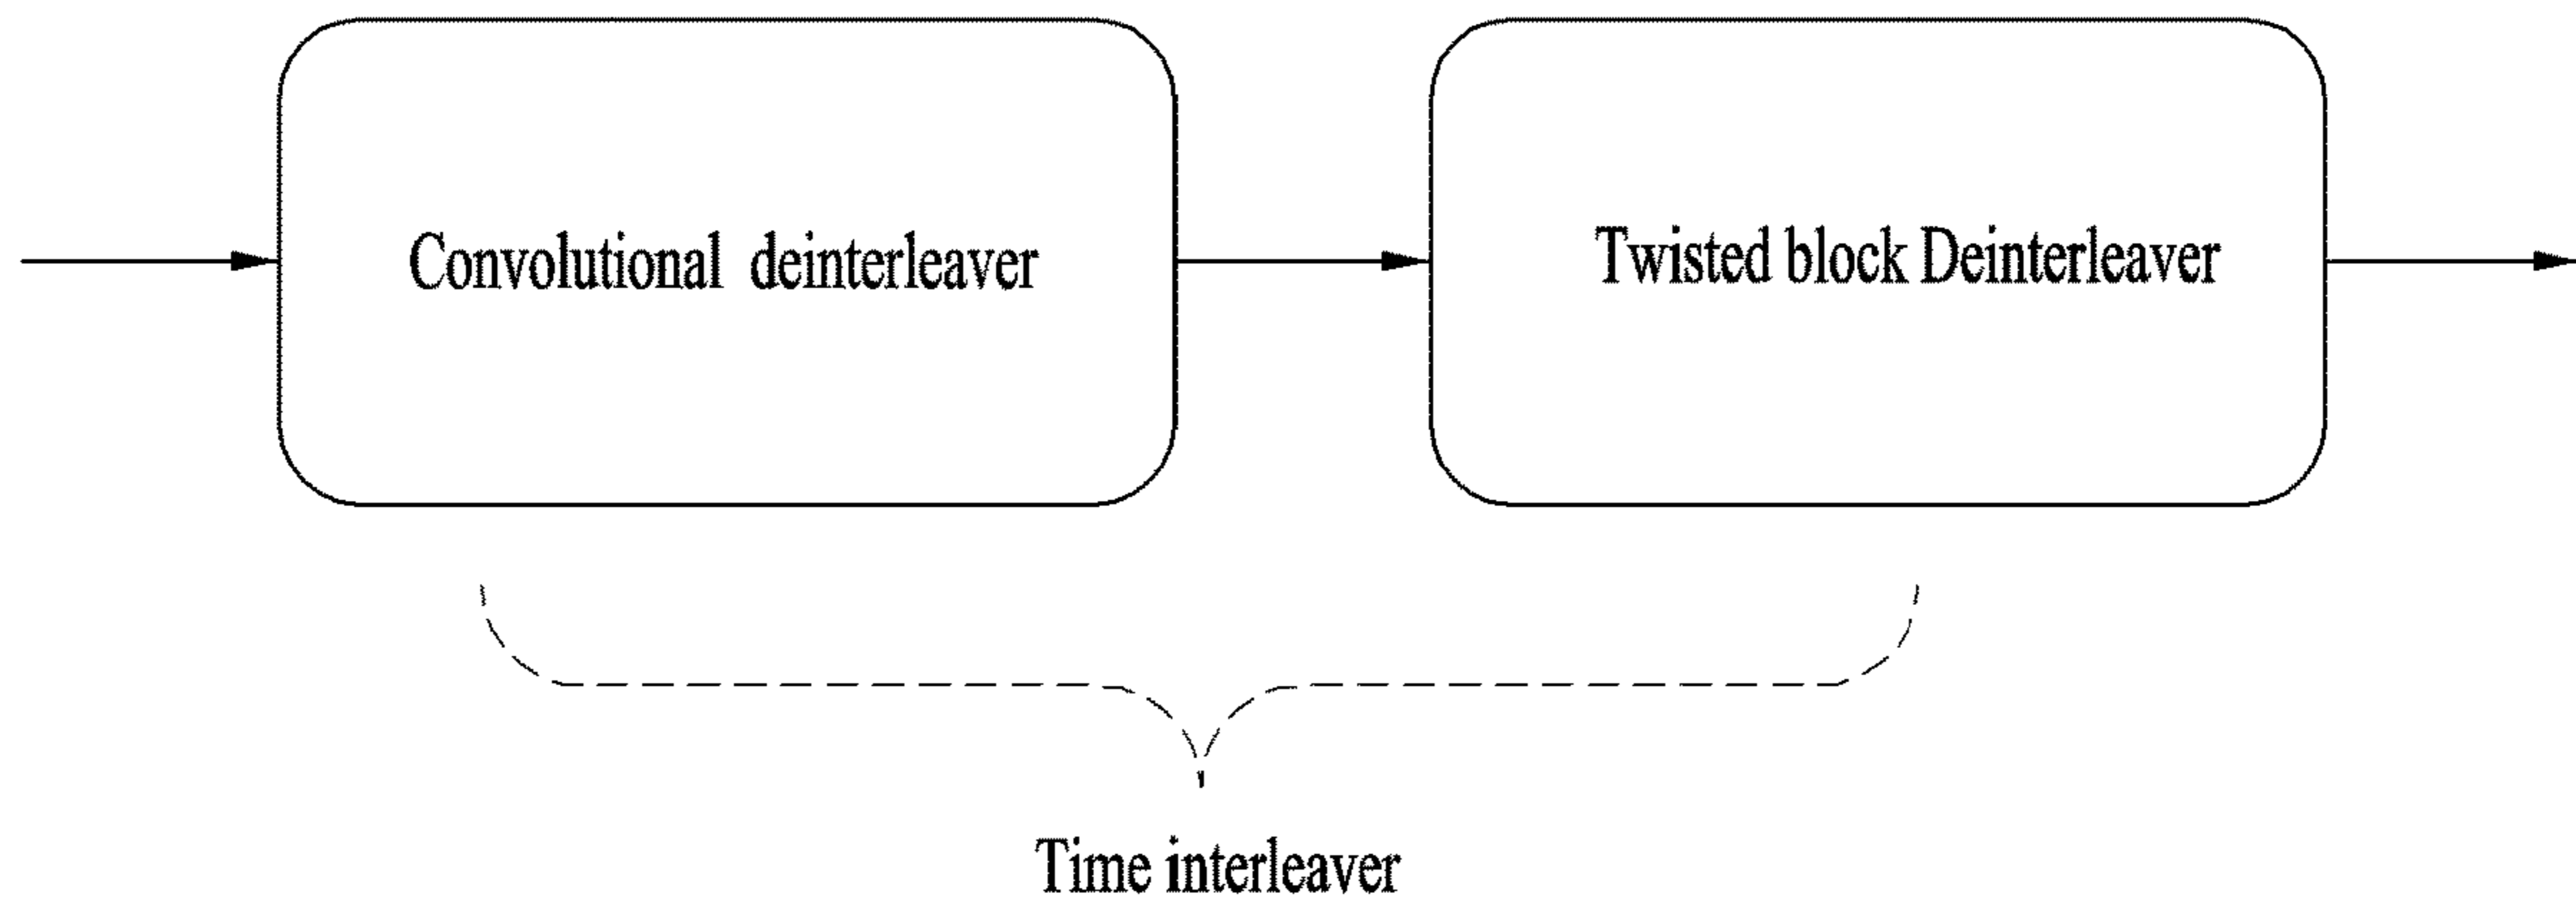 Convolutional deinterleaver
Twisted block Deinterleaver
Time interleaver